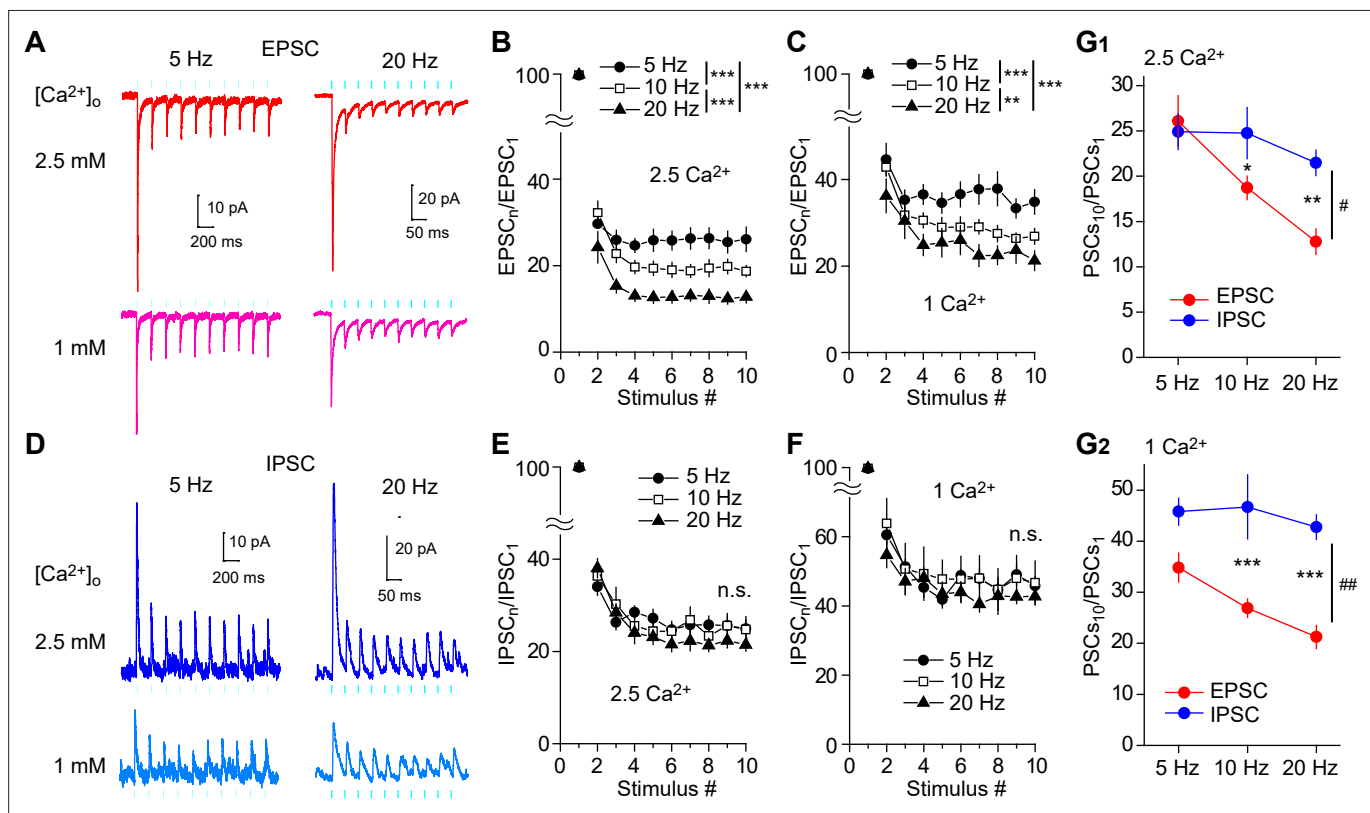 A
EPSC
5 Hz
20 Hz
[Ca²⁺]ₒ
2.5 mM
10 pA
200 ms
20 pA
50 ms
1 mM
B
100
5 Hz
10 Hz
20 Hz
***
***
***
2.5 Ca²⁺
40
20
0
EPSCₙ/EPSC₁
0 2 4 6 8 10
Stimulus #
C
100
5 Hz
10 Hz
20 Hz
***
**
***
40
20
0
EPSCₙ/EPSC₁
1 Ca²⁺
0 2 4 6 8 10
Stimulus #
G1
2.5 Ca²⁺
30
25
20
15
10
5
0
PSCs₁₀/PSCs₁
*
**
#
EPSC
IPSC
5 Hz 10 Hz 20 Hz
D
IPSC
5 Hz
20 Hz
[Ca²⁺]ₒ
10 pA
200 ms
20 pA
50 ms
2.5 mM
1 mM
E
100
5 Hz
10 Hz
20 Hz
40
20
0
IPSCₙ/IPSC₁
n.s.
2.5 Ca²⁺
0 2 4 6 8 10
Stimulus #
F
100
1 Ca²⁺
60
40
20
0
IPSCₙ/IPSC₁
n.s.
5 Hz
10 Hz
20 Hz
0 2 4 6 8 10
Stimulus #
G2
1 Ca²⁺
50
40
30
20
10
0
PSCs₁₀/PSCs₁
***
***
##
EPSC
IPSC
5 Hz 10 Hz 20 Hz